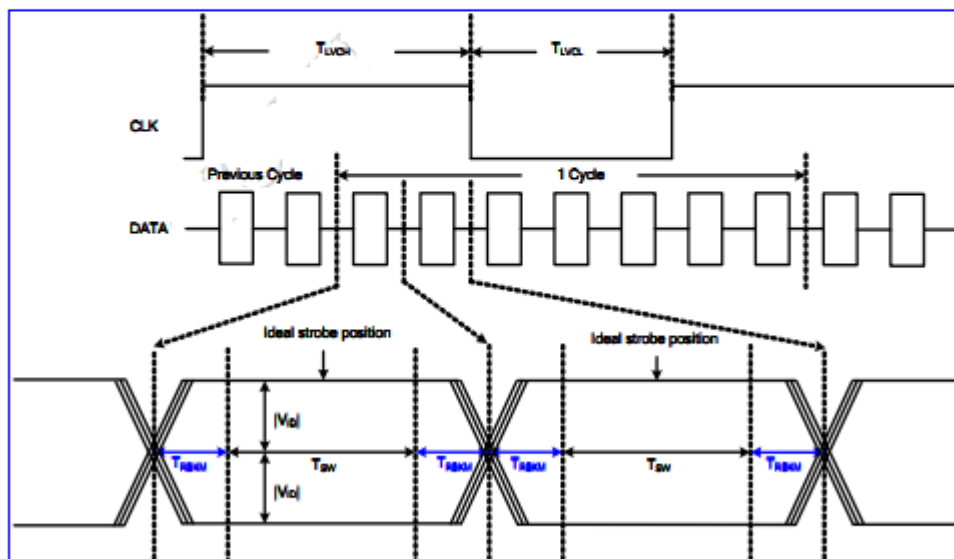 TLVCH
TLVCL
CLK
Previous Cycle
1 Cycle
DATA
Ideal strobe position
Ideal strobe position
|VID|
TRSKM
TSW
TRSKM
TRSKM
TSW
TRSKM
|VID|